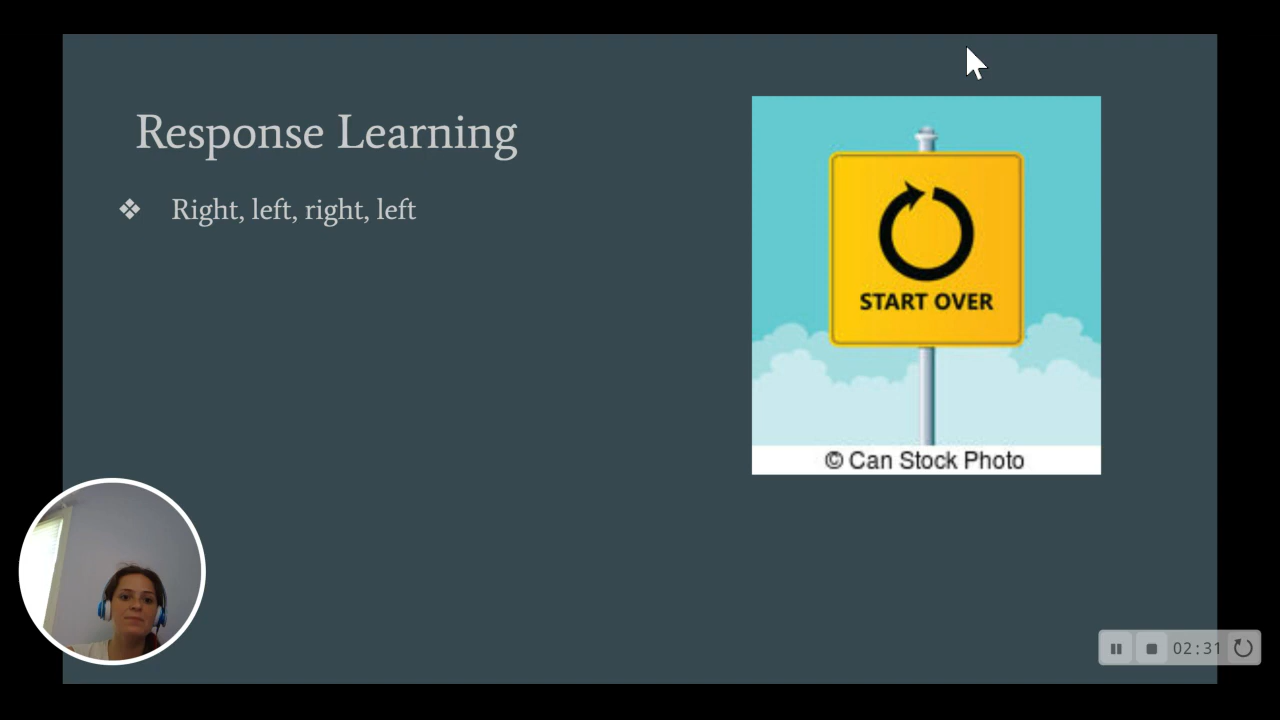 Response Learning
❖ Right, left, right, left
START OVER
© Can Stock Photo
02:31